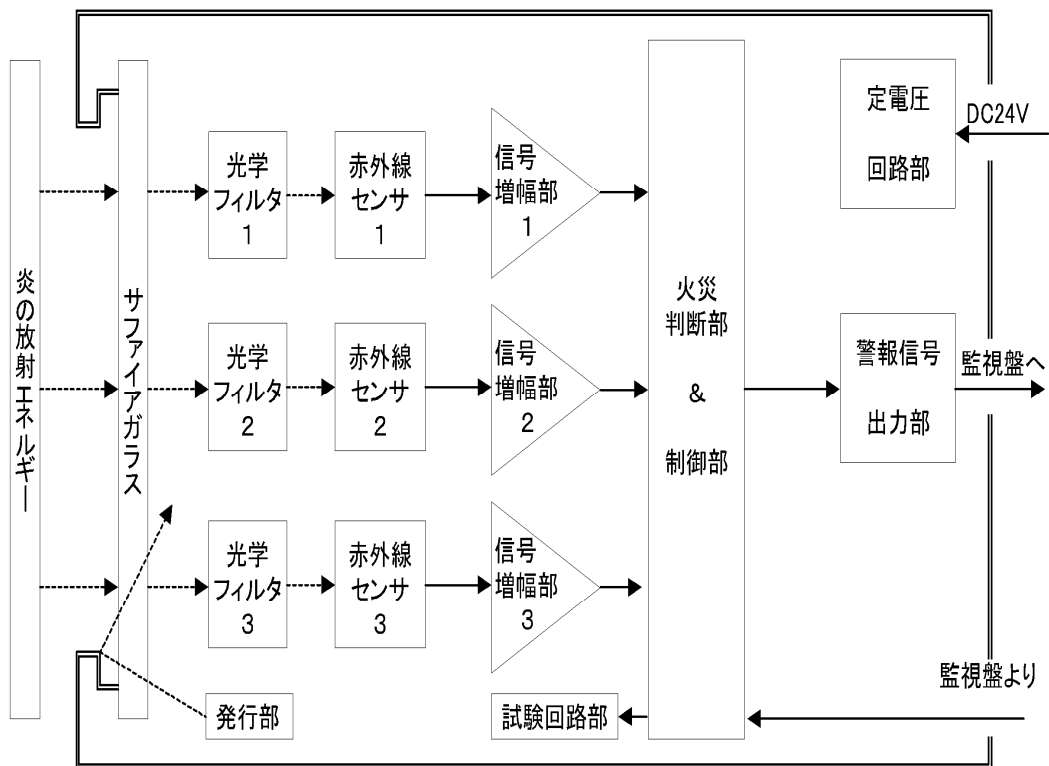 炎の放射エネルギー
サファイアガラス
光学
フィルタ
1
赤外線
センサ
1
信号
増幅部
1
光学
フィルタ
2
赤外線
センサ
2
信号
増幅部
2
光学
フィルタ
3
赤外線
センサ
3
信号
増幅部
3
発行部
試験回路部
火災
判断部
&
制御部
定電圧
回路部
DC24V
警報信号
出力部
監視盤へ
監視盤より